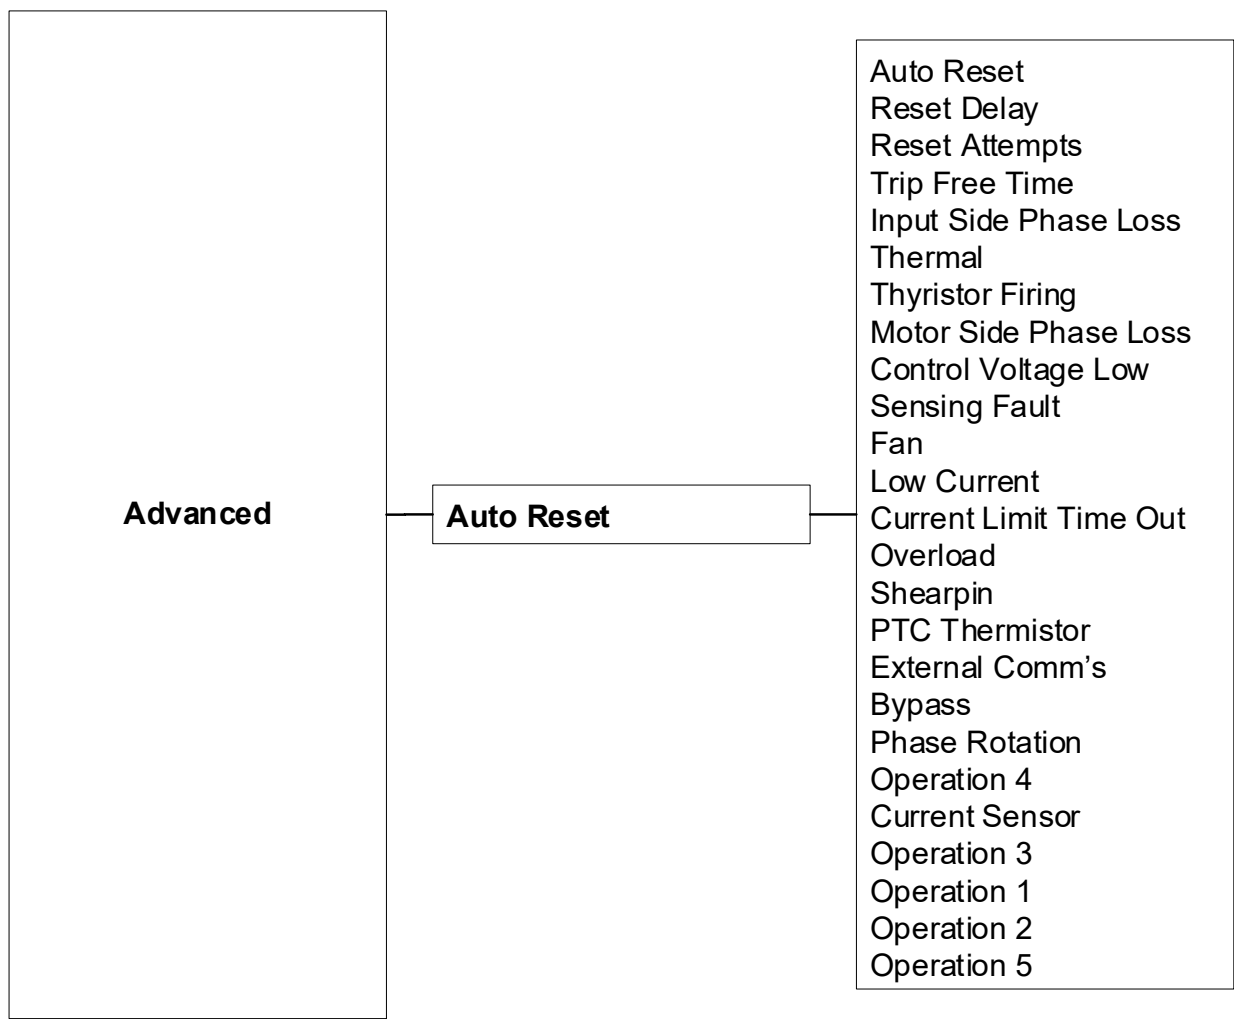 Advanced
Auto Reset
Auto Reset
Reset Delay
Reset Attempts
Trip Free Time
Input Side Phase Loss
Thermal
Thyristor Firing
Motor Side Phase Loss
Control Voltage Low
Sensing Fault
Fan
Low Current
Current Limit Time Out
Overload
Shearpin
PTC Thermistor
External Comm’s
Bypass
Phase Rotation
Operation 4
Current Sensor
Operation 3
Operation 1
Operation 2
Operation 5